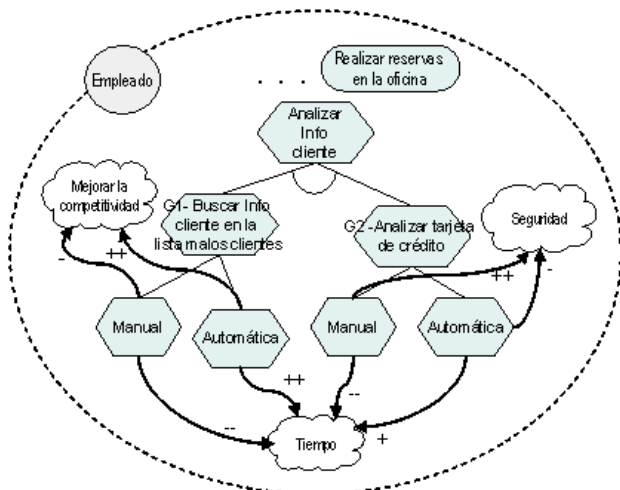 Empleado
. . .
Realizar reservas
en la oficina
Analizar
Info
cliente
Mejorar la
competitividad
G1- Buscar Info
cliente en la
lista malos clientes
G2-Analizar tarjeta
de crédito
Seguridad
-
++
++
-
Manual
Automática
Manual
Automática
++
--
--
+
Tiempo